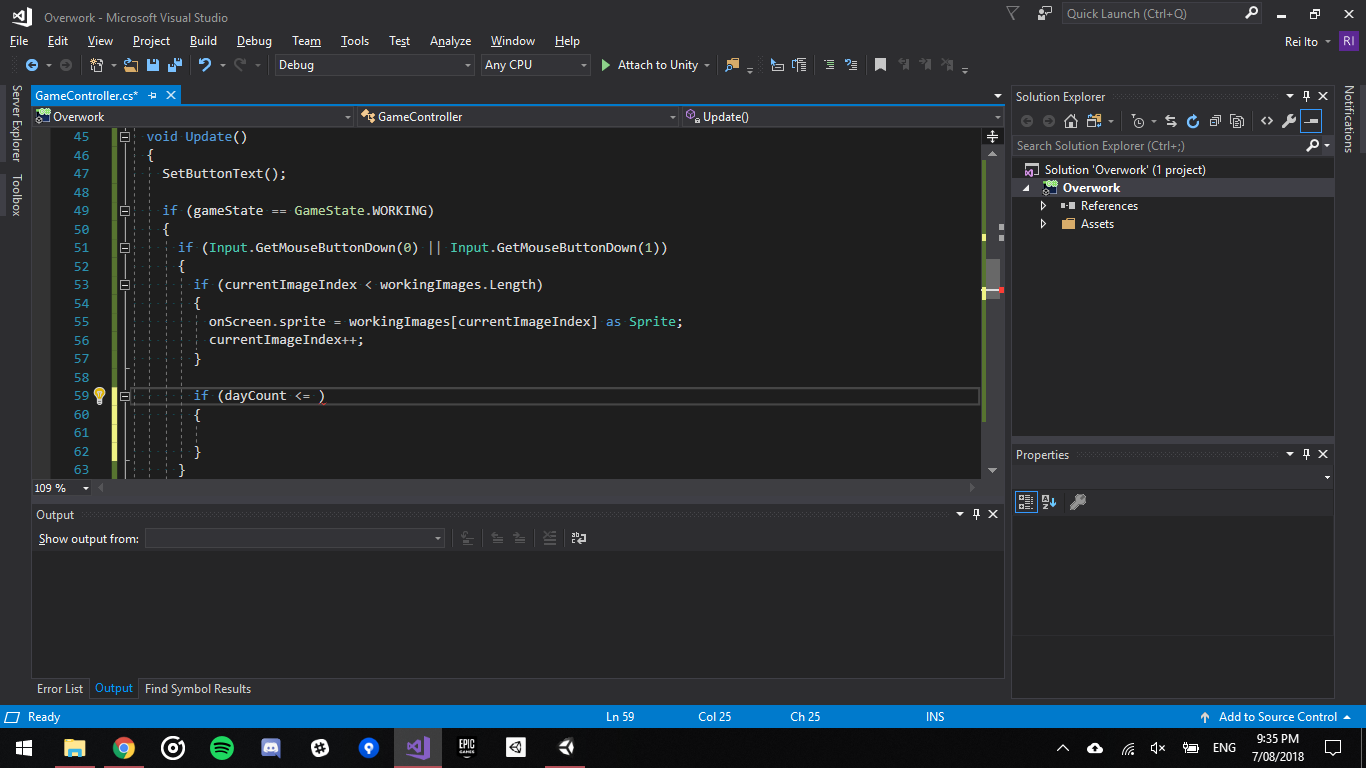 Overwork - Microsoft Visual Studio
Quick Launch (Ctrl+Q)
File Edit View Project Build Debug Team Tools Test Analyze Window Help
Rei Ito RI
Debug Any CPU Attach to Unity
Server Explorer
Toolbox
GameController.cs*
Overwork GameController Update()
45 void Update()
46 {
47 SetButtonText();
48
49 if (gameState == GameState.WORKING)
50 {
51 if (Input.GetMouseButtonDown(0) || Input.GetMouseButtonDown(1))
52 {
53 if (currentImageIndex < workingImages.Length)
54 {
55 onScreen.sprite = workingImages[currentImageIndex] as Sprite;
56 currentImageIndex++;
57 }
58
59 if (dayCount <= )
60 {
61
62 }
63 }
109 %
Output
Show output from:
Error List Output Find Symbol Results
Solution Explorer
Search Solution Explorer (Ctrl+;)
Solution 'Overwork' (1 project)
Overwork
References
Assets
Properties
Notifications
Ready Ln 59 Col 25 Ch 25 INS Add to Source Control
EPIC GAMES
ENG
9:35 PM
7/08/2018